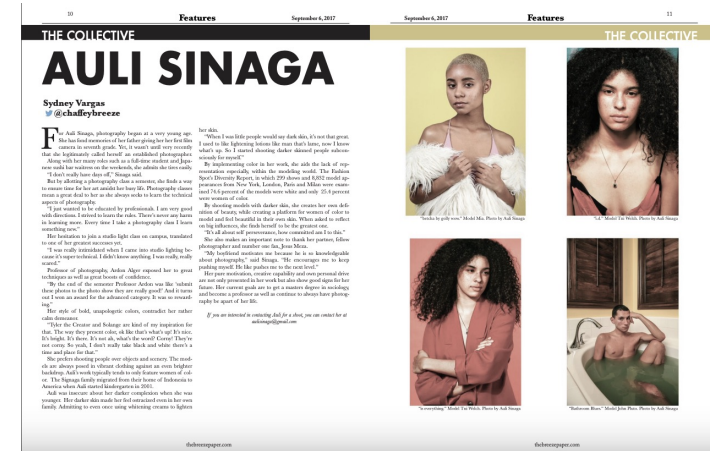 10
Features
September 6, 2017
THE COLLECTIVE
AULI SINAGA
Sydney Vargas
@chaffeybreeze
For Auli Sinaga, photography began at a very young age.
She has fond memories of her father giving her her first film
camera in seventh grade. Yet, it wasn't until very recently
that she legitimately called herself an established photographer.
Along with her many roles such as a full-time student and Japa-
nese sushi bar waitress on the weekends, she admits she tires easily.
"I don't really have days off," Sinaga said.
But by allotting a photography class a semester, she finds a way
to ensure time for her art amidst her busy life. Photography classes
mean a great deal to her as she always seeks to learn the technical
aspects of photography.
"I just wanted to be educated by professionals. I am very good
with directions. I strived to learn the rules. There's never any harm
in learning more. Every time I take a photography class I learn
something new."
Her hesitation to join a studio light class on campus, translated
to one of her greatest successes yet.
"I was really intimidated when I came into studio lighting be-
cause it's super technical. I didn't know anything. I was really, really
scared."
Professor of photography, Ardon Alger exposed her to great
techniques as well as great boosts of confidence.
"By the end of the semester Professor Ardon was like 'submit
these photos to the photo show they are really good!' And it turns
out I won an award for the advanced category. It was so reward-
ing."
Her style of bold, unapologetic colors, contradict her rather
calm demeanor.
"Tyler the Creator and Solange are kind of my inspiration for
that. The way they present color, ok like that's what's up! It's nice.
It's bright. It's there. It's not ah, what's the word? Corny! They're
not corny. So yeah, I don't really take black and white there's a
time and place for that."
She prefers shooting people over objects and scenery. The mod-
els are always posed in vibrant clothing against an even brighter
backdrop. Auli's work typically tends to only feature women of col-
or. The Signaga family migrated from their home of Indonesia to
America when Auli started kindergarten in 2001.
Auli was insecure about her darker complexion when she was
younger. Her darker skin made her feel ostracized even in her own
family. Admitting to even once using whitening creams to lighten
her skin.
"When I was little people would say dark skin, it's not that great.
I used to like lightening lotions like man that's lame, now I know
what's up. So I started shooting darker skinned people subcon-
sciously for myself."
By implementing color in her work, she aids the lack of rep-
resentation especially, within the modeling world. The Fashion
Spot's Diversity Report, in which 299 shows and 8,832 model ap-
pearances from New York, London, Paris and Milan were exam-
ined 74.6 percent of the models were white and only 25.4 percent
were women of color.
By shooting models with darker skin, she creates her own defi-
nition of beauty, while creating a platform for women of color to
model and feel beautiful in their own skin. When asked to reflect
on big influences, she finds herself to be the greatest one.
"It's all about self perseverance, how committed am I to this."
She also makes an important note to thank her partner, fellow
photographer and number one fan, Jesus Meza.
"My boyfriend motivates me because he is so knowledgeable
about photography," said Sinaga. "He encourages me to keep
pushing myself. He like pushes me to the next level."
Her pure motivation, creative capability and own personal drive
are not only presented in her work but also show good signs for her
future. Her current goals are to get a masters degree in sociology,
and become a professor as well as continue to always have photog-
raphy be apart of her life.
If you are interested in contacting Auli for a shoot, you can contact her at
aulisinaga@gmail.com
thebreezepaper.com
September 6, 2017
Features
11
THE COLLECTIVE
Model Mia. Photo by Auli Sinaga
Model Tai Welch. Photo by Auli Sinaga
"is everything." Model Tai Welch. Photo by Auli Sinaga
"Bathroom Blues." Model John Photo by Auli Sinaga
thebreezepaper.com